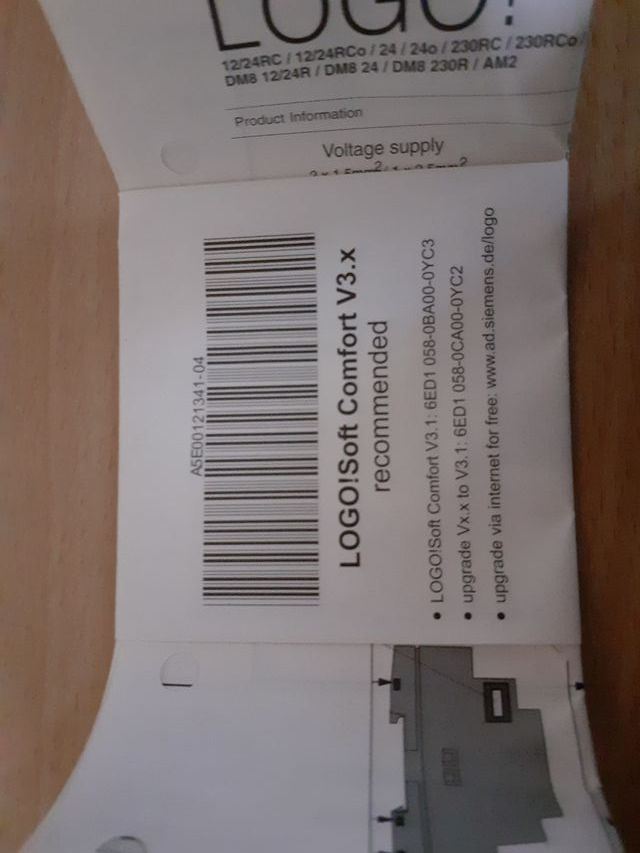 LOGO!
12/24RC / 12/24RCo / 24 / 24o / 230RC / 230RCo
DM8 12/24R / DM8 24 / DM8 230R / AM2
Product Information
Voltage supply
A5E00121341-04
LOGO!Soft Comfort V3.x
recommended
• LOGO!Soft Comfort V3.1: 6ED1 058-0BA00-0YC3
• upgrade Vx.x to V3.1: 6ED1 058-0CA00-0YC2
• upgrade via internet for free: www.ad.siemens.de/logo